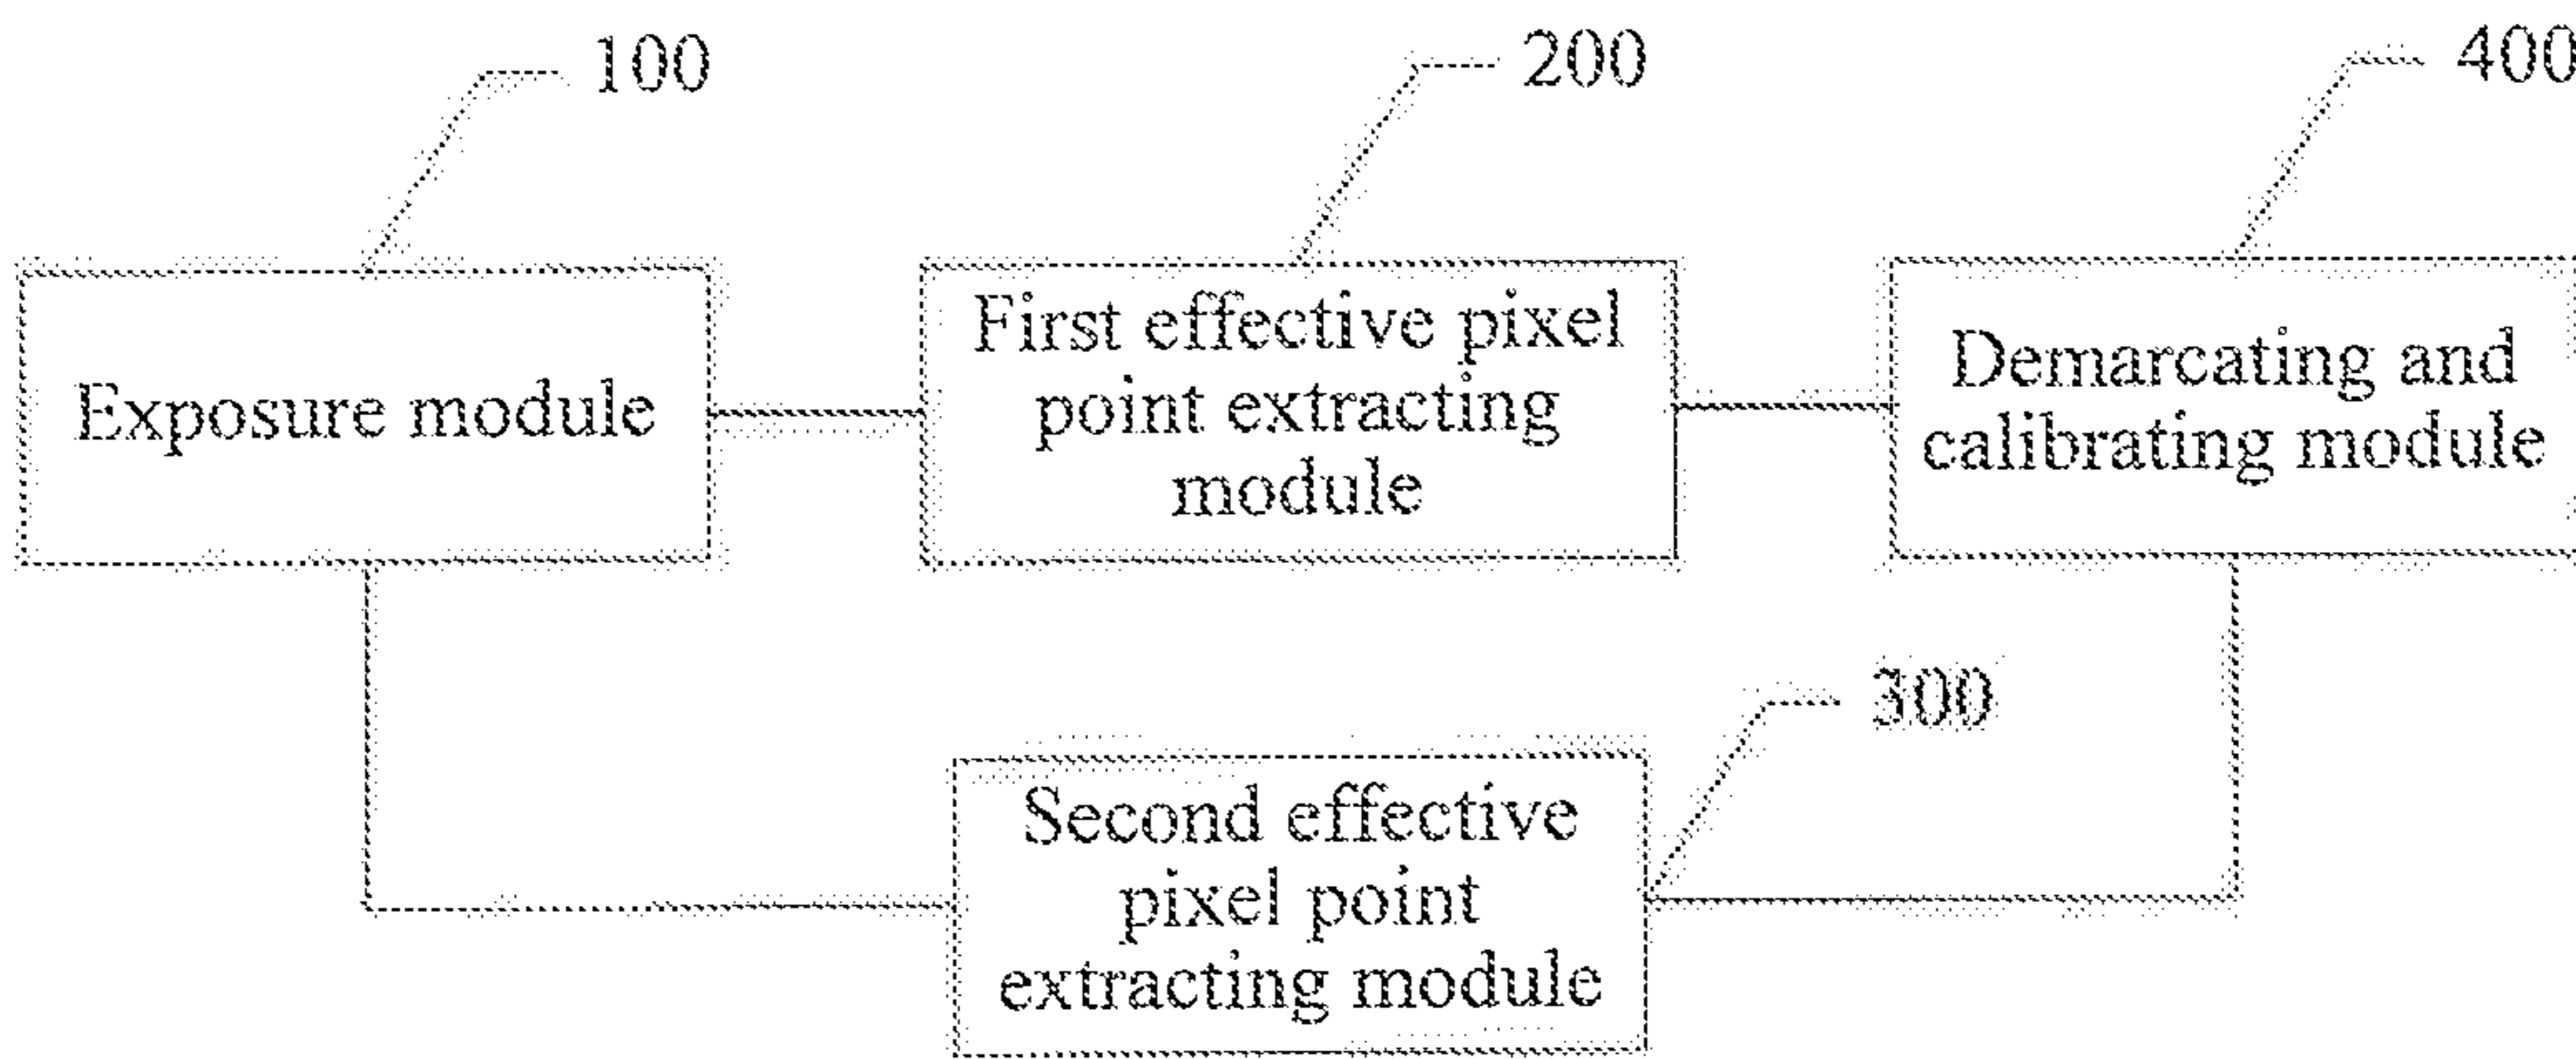 100
200
400
Exposure module
First effective pixel
point extracting
module
Demarcating and
calibrating module
300
Second effective
pixel point
extracting module